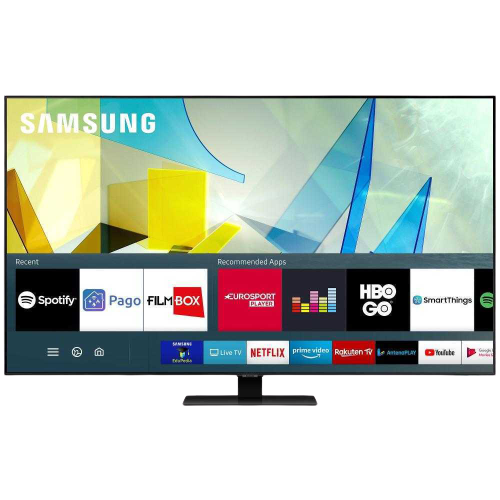 SAMSUNG
Recent
Recommended Apps
Spotify
Pago
FILMBOX
EUROSPORT
PLAYER
HBO
GO
SmartThings
SAMSUNG
EduPedia
Live TV
NETFLIX
prime video
Rakuten TV
AntenaPLAY
YouTube
Google